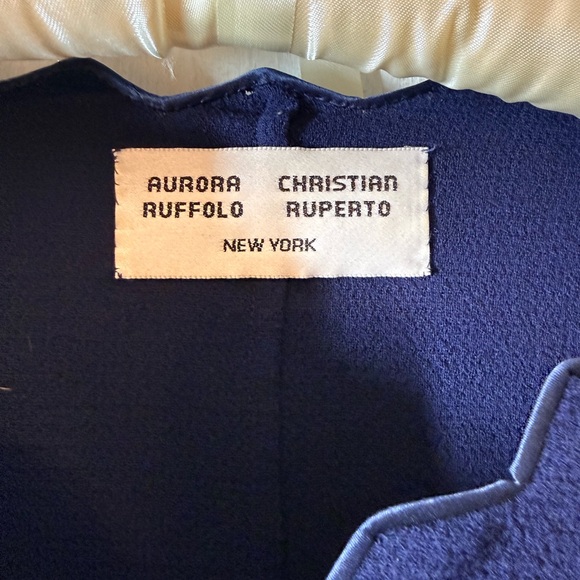 AURORA CHRISTIAN
RUFFOLO RUPERTO
NEW YORK